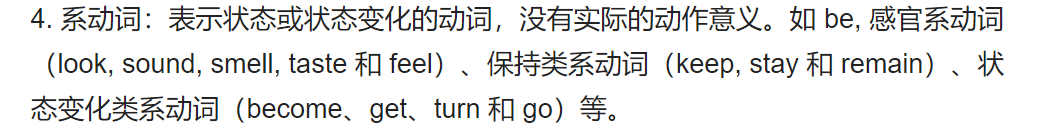 4. 系动词：表示状态或状态变化的动词，没有实际的动作意义。如 be, 感官系动词
（look, sound, smell, taste 和 feel）、保持类系动词（keep, stay 和 remain）、状
态变化类系动词（become、get、turn 和 go）等。